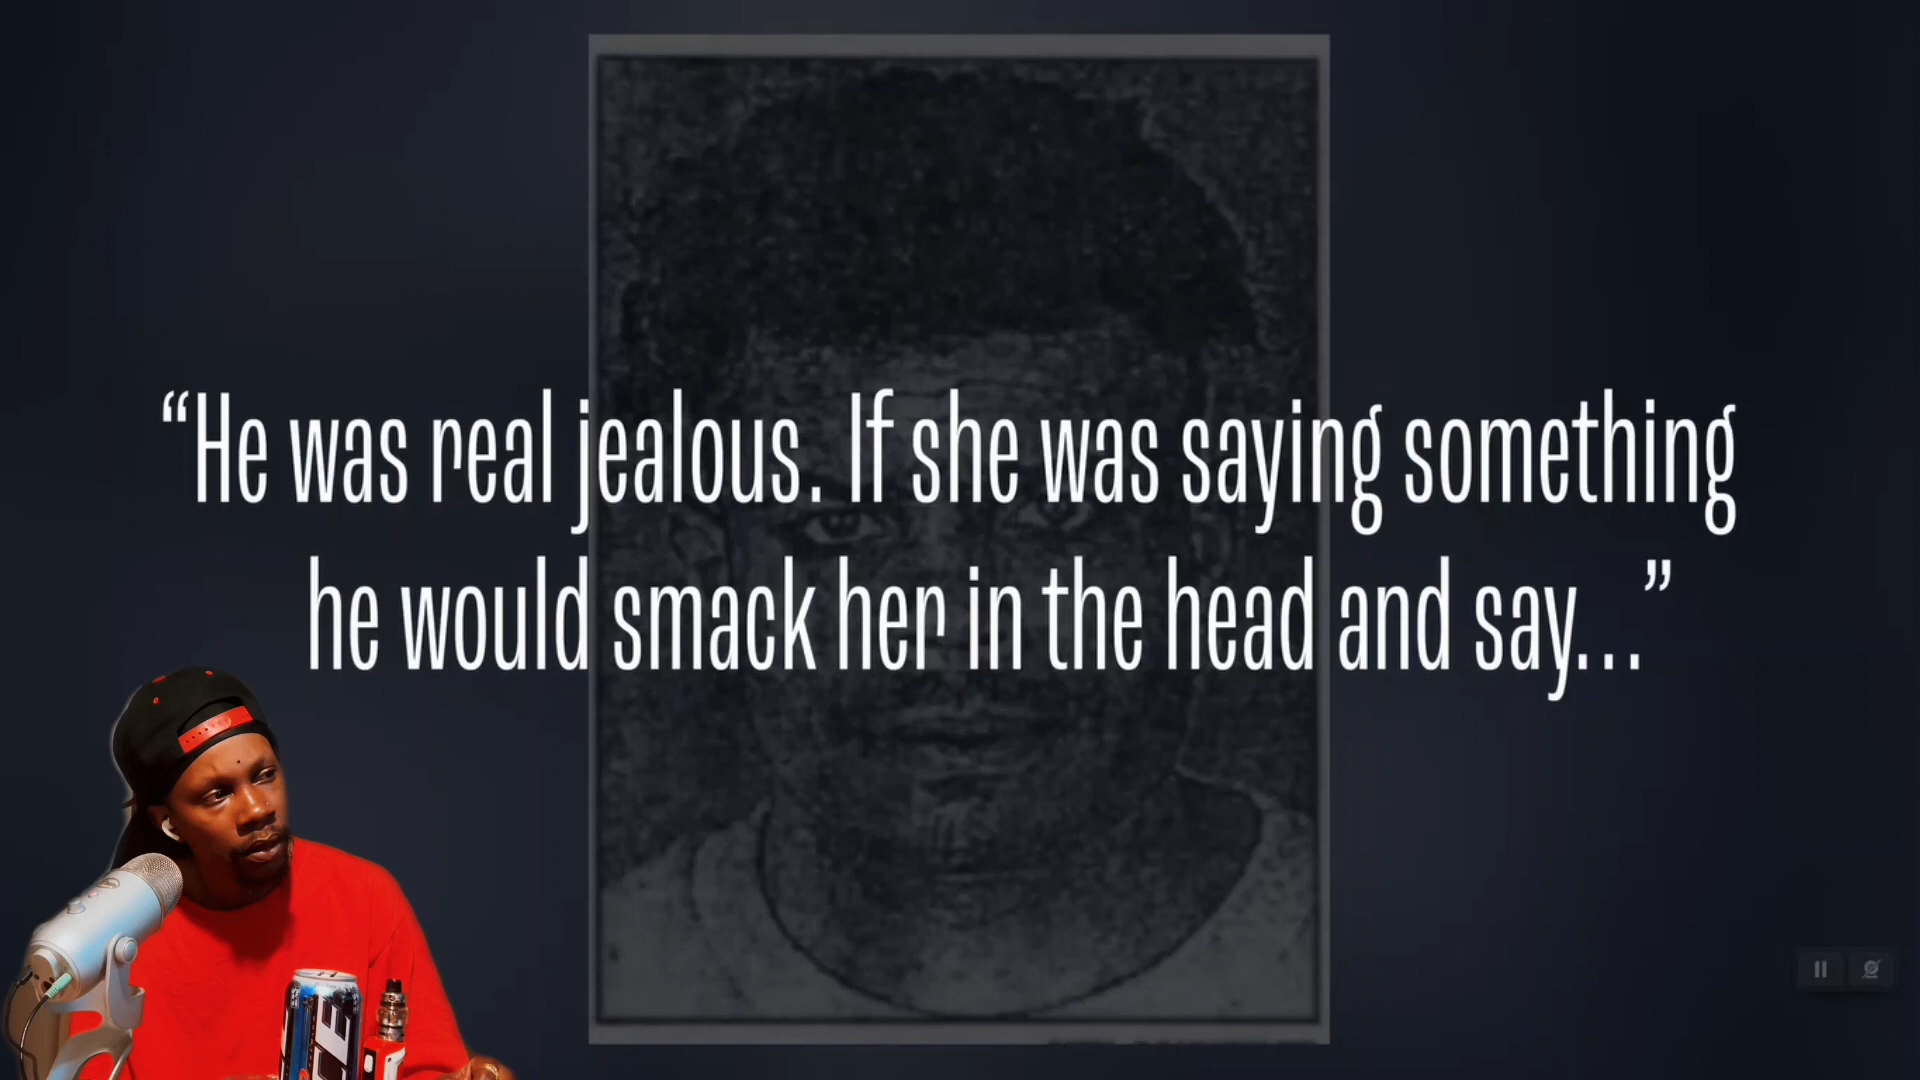 “He was real jealous. If she was saying something
he would smack her in the head and say...”